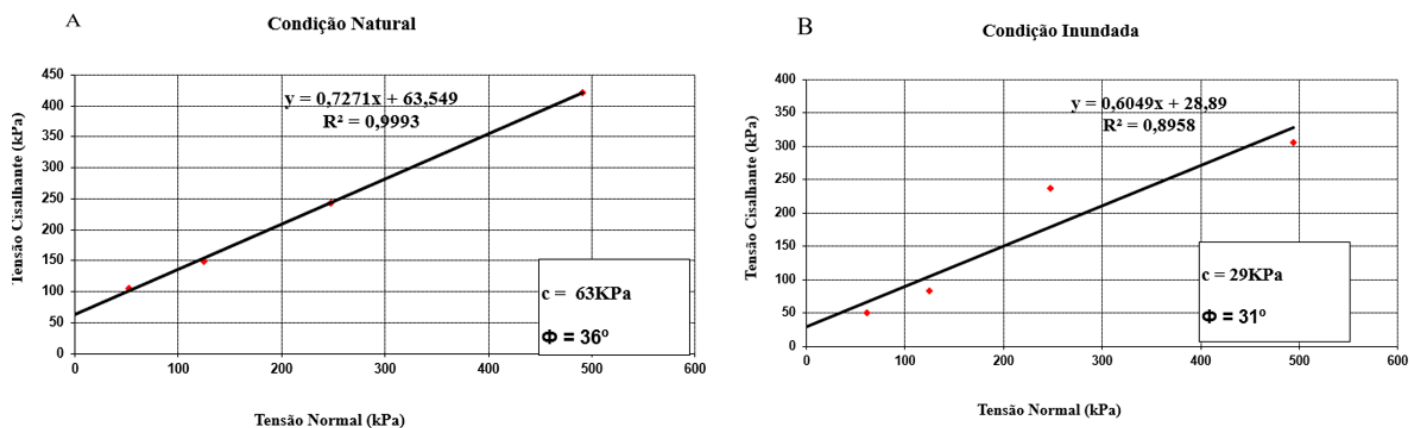 A
Condição Natural
450
400
350
300
250
200
150
100
50
0
Tensão Cisalhante (kPa)
y = 0,7271x + 63,549
R² = 0,9993
c = 63KPa
Φ = 36º
0 100 200 300 400 500 600
Tensão Normal (kPa)
B
Condição Inundada
400
350
300
250
200
150
100
50
0
Tensão Cisalhante (kPa)
y = 0,6049x + 28,89
R² = 0,8958
c = 29KPa
Φ = 31º
0 100 200 300 400 500 600
Tensão Normal (kPa)